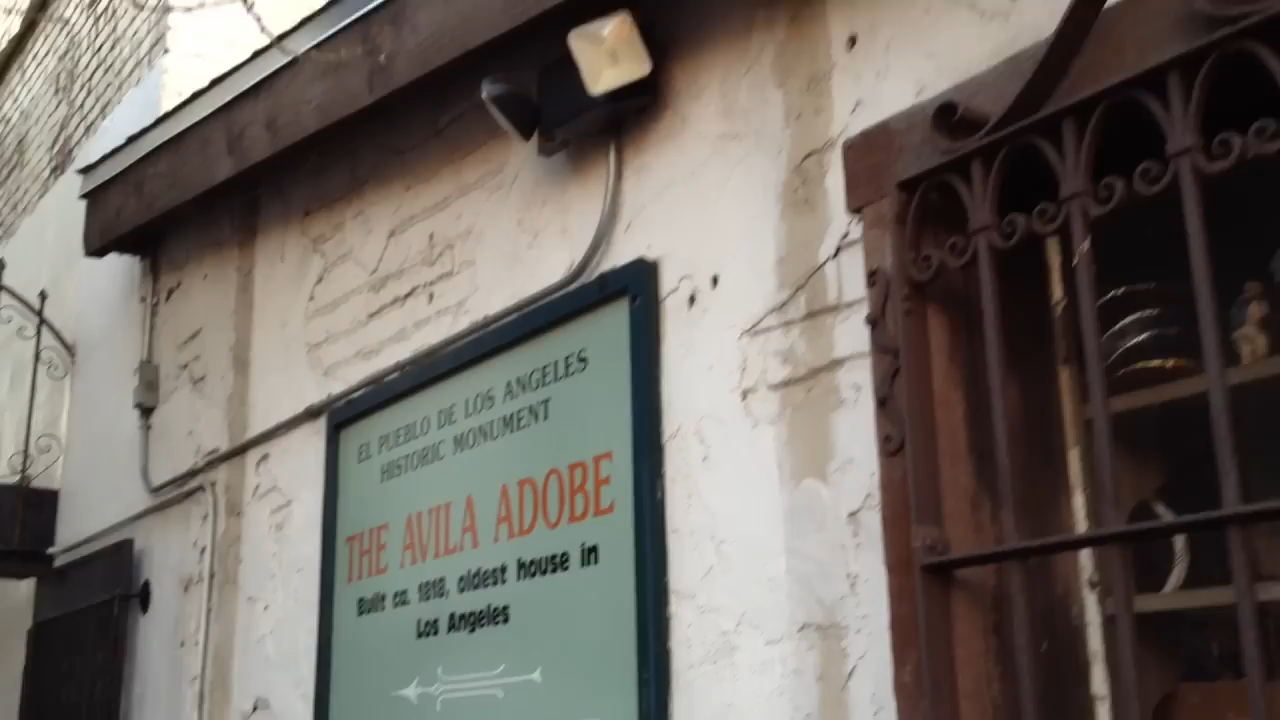 EL PUEBLO DE LOS ANGELES
HISTORIC MONUMENT
THE AVILA ADOBE
Built ca. 1818, oldest house in
Los Angeles